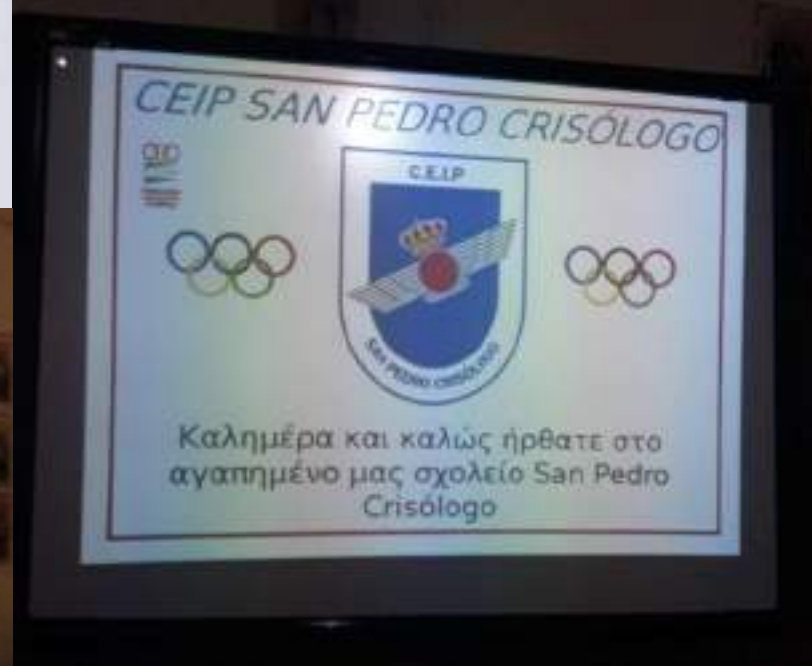 CEIP SAN PEDRO CRISÓLOGO
C.E.I.P
SAN PEDRO CRISÓLOGO
Καλημέρα και καλώς ήρθατε στο
αγαπημένο μας σχολείο San Pedro
Crisólogo